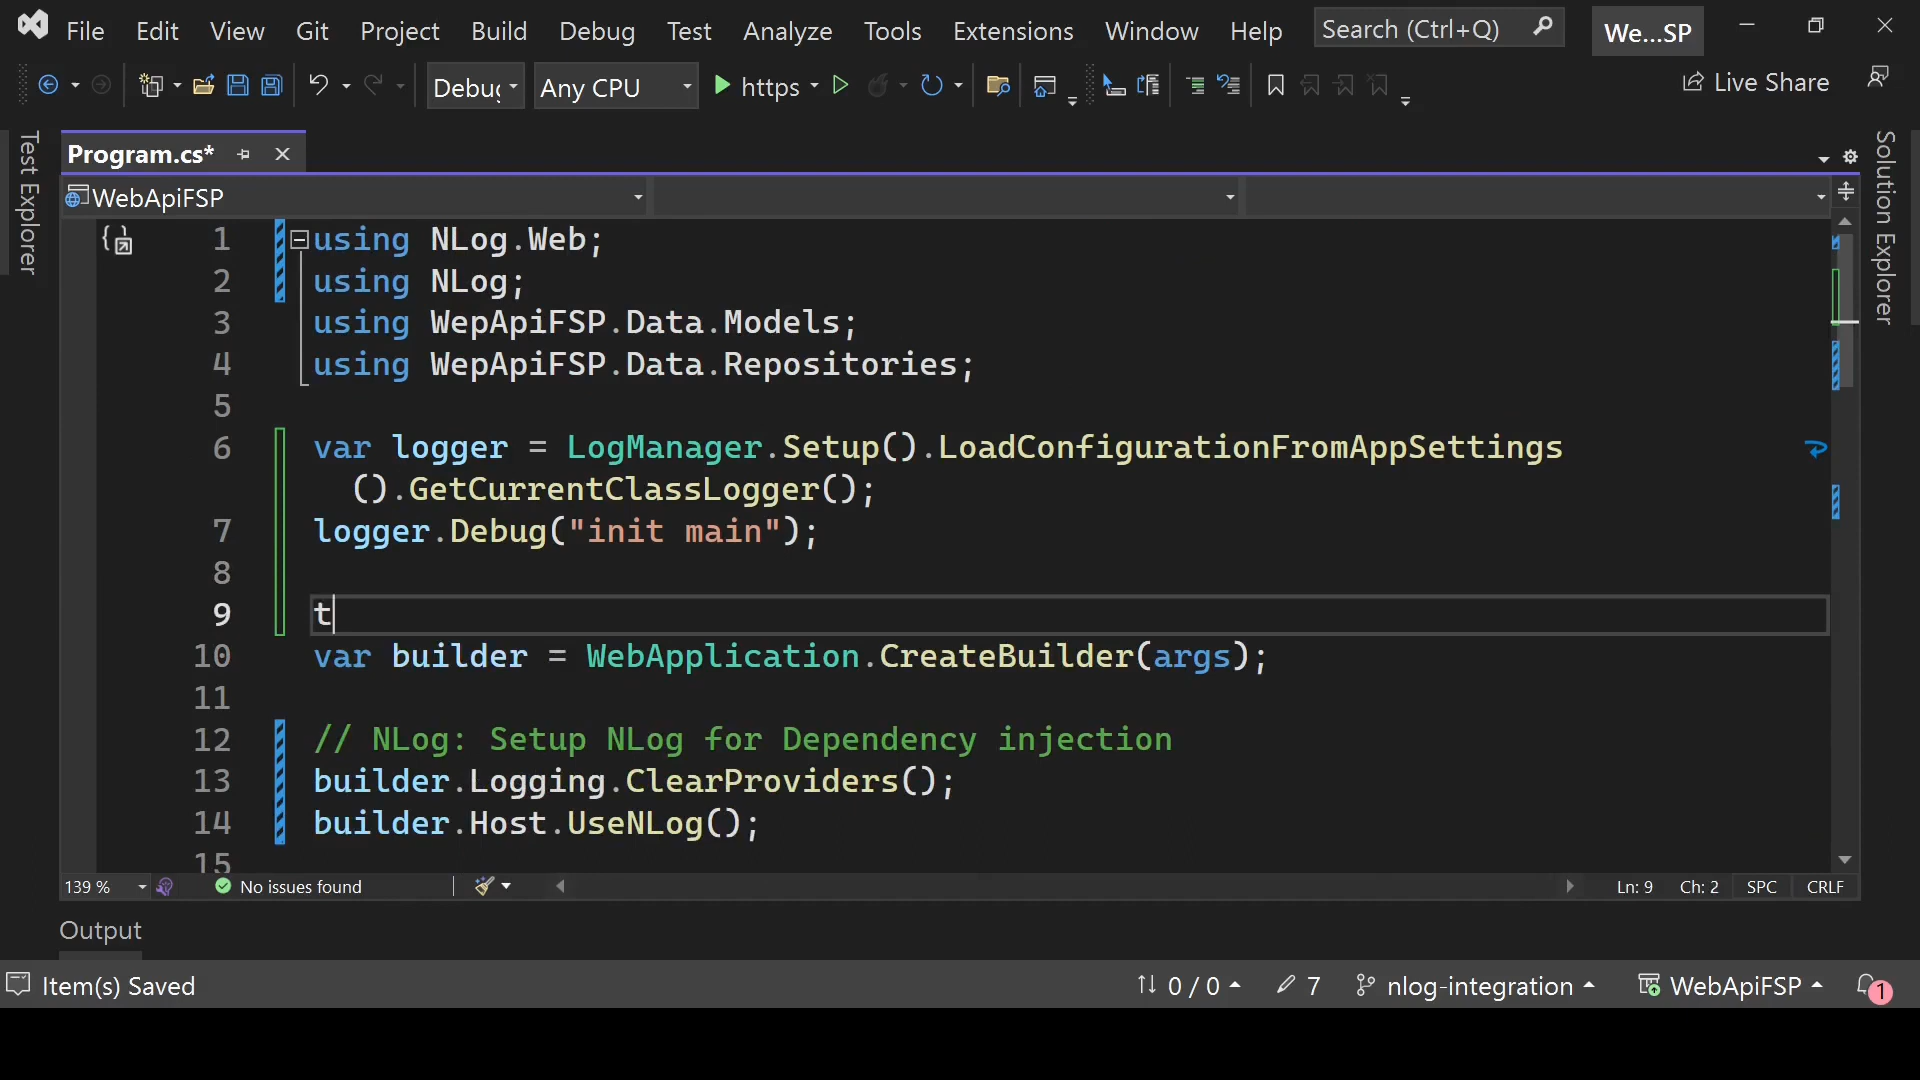 File Edit View Git Project Build Debug Test Analyze Tools Extensions Window Help Search (Ctrl+Q) We...SP
Debug Any CPU https Live Share
Test Explorer
Program.cs*
Solution Explorer
WebApiFSP
1 using NLog.Web;
2 using NLog;
3 using WepApiFSP.Data.Models;
4 using WepApiFSP.Data.Repositories;
5
6 var logger = LogManager.Setup().LoadConfigurationFromAppSettings
().GetCurrentClassLogger();
7 logger.Debug("init main");
8
9 t
10 var builder = WebApplication.CreateBuilder(args);
11
12 // NLog: Setup NLog for Dependency injection
13 builder.Logging.ClearProviders();
14 builder.Host.UseNLog();
15
139 % No issues found Ln: 9 Ch: 2 SPC CRLF
Output
Item(s) Saved 0 / 0 7 nlog-integration WebApiFSP 1